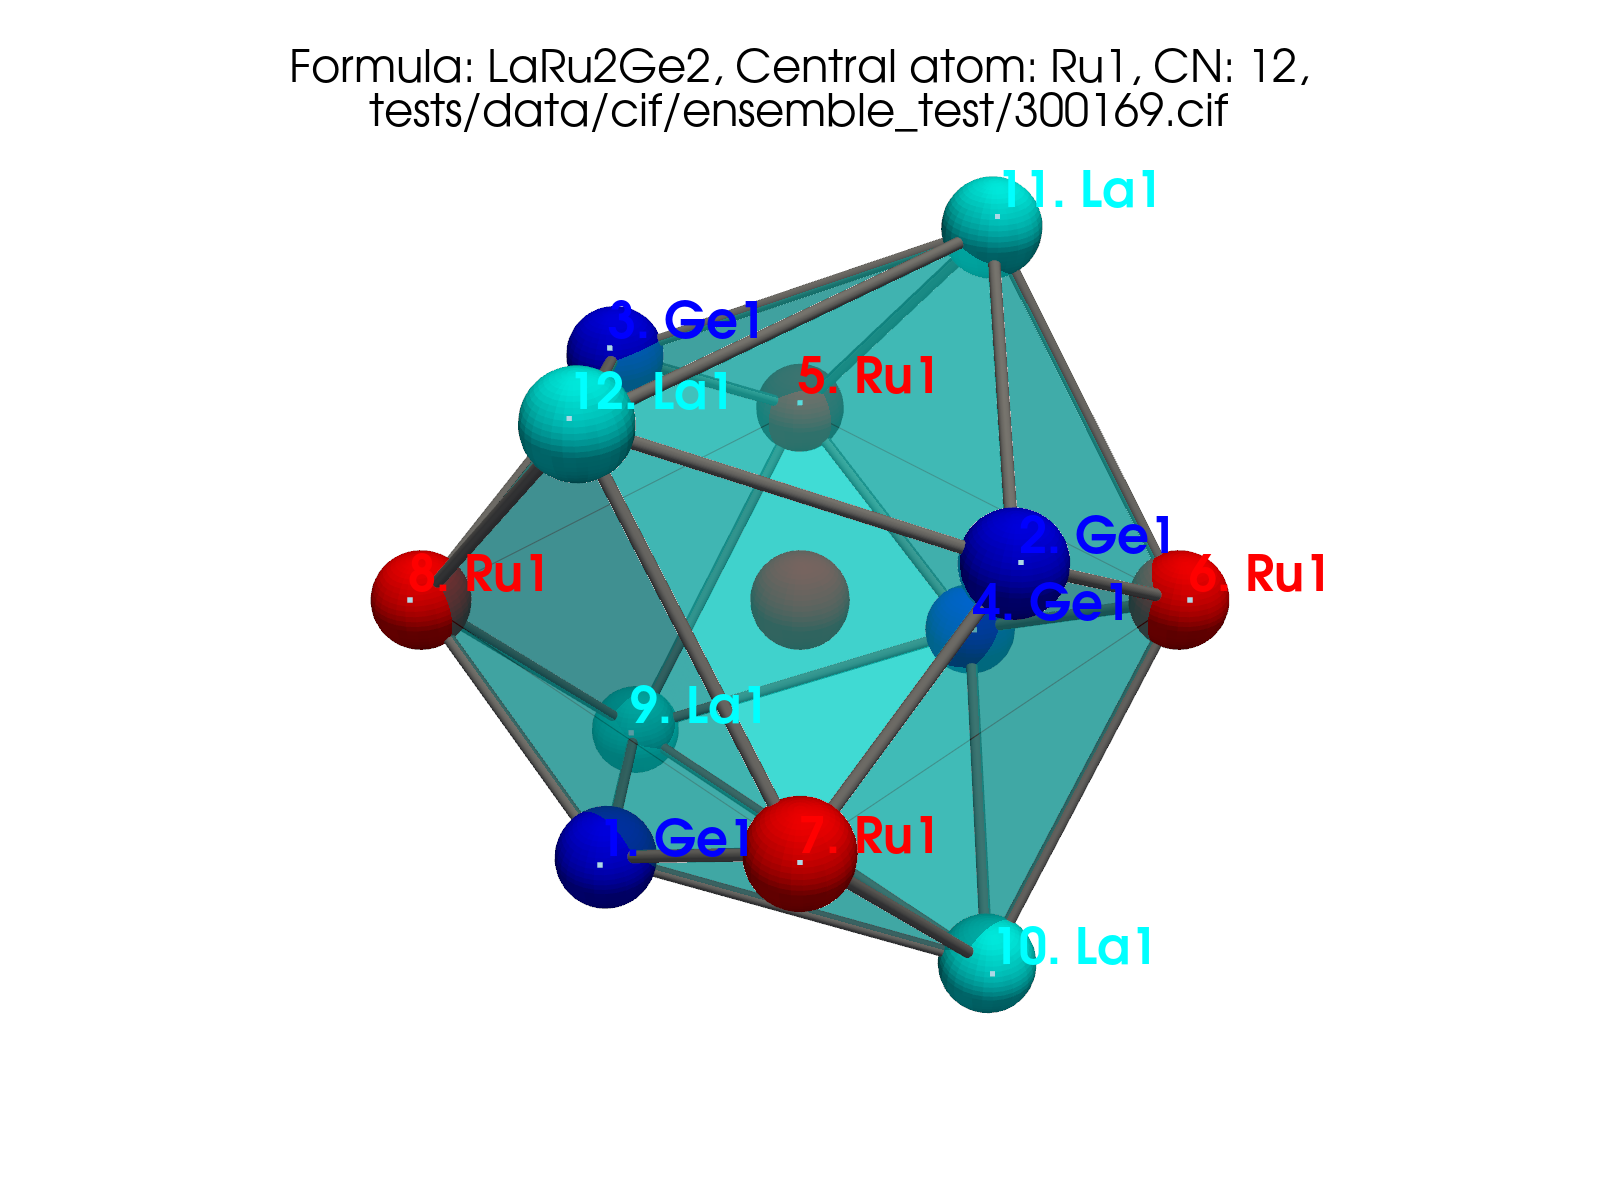 Formula: LaRu2Ge2, Central atom: Ru1, CN: 12,
tests/data/cif/ensemble_test/300169.cif
11. La1
3. Ge1
5. Ru1
12. La1
2. Ge1
8. Ru1
6. Ru1
4. Ge1
9. La1
1. Ge1
7. Ru1
10. La1